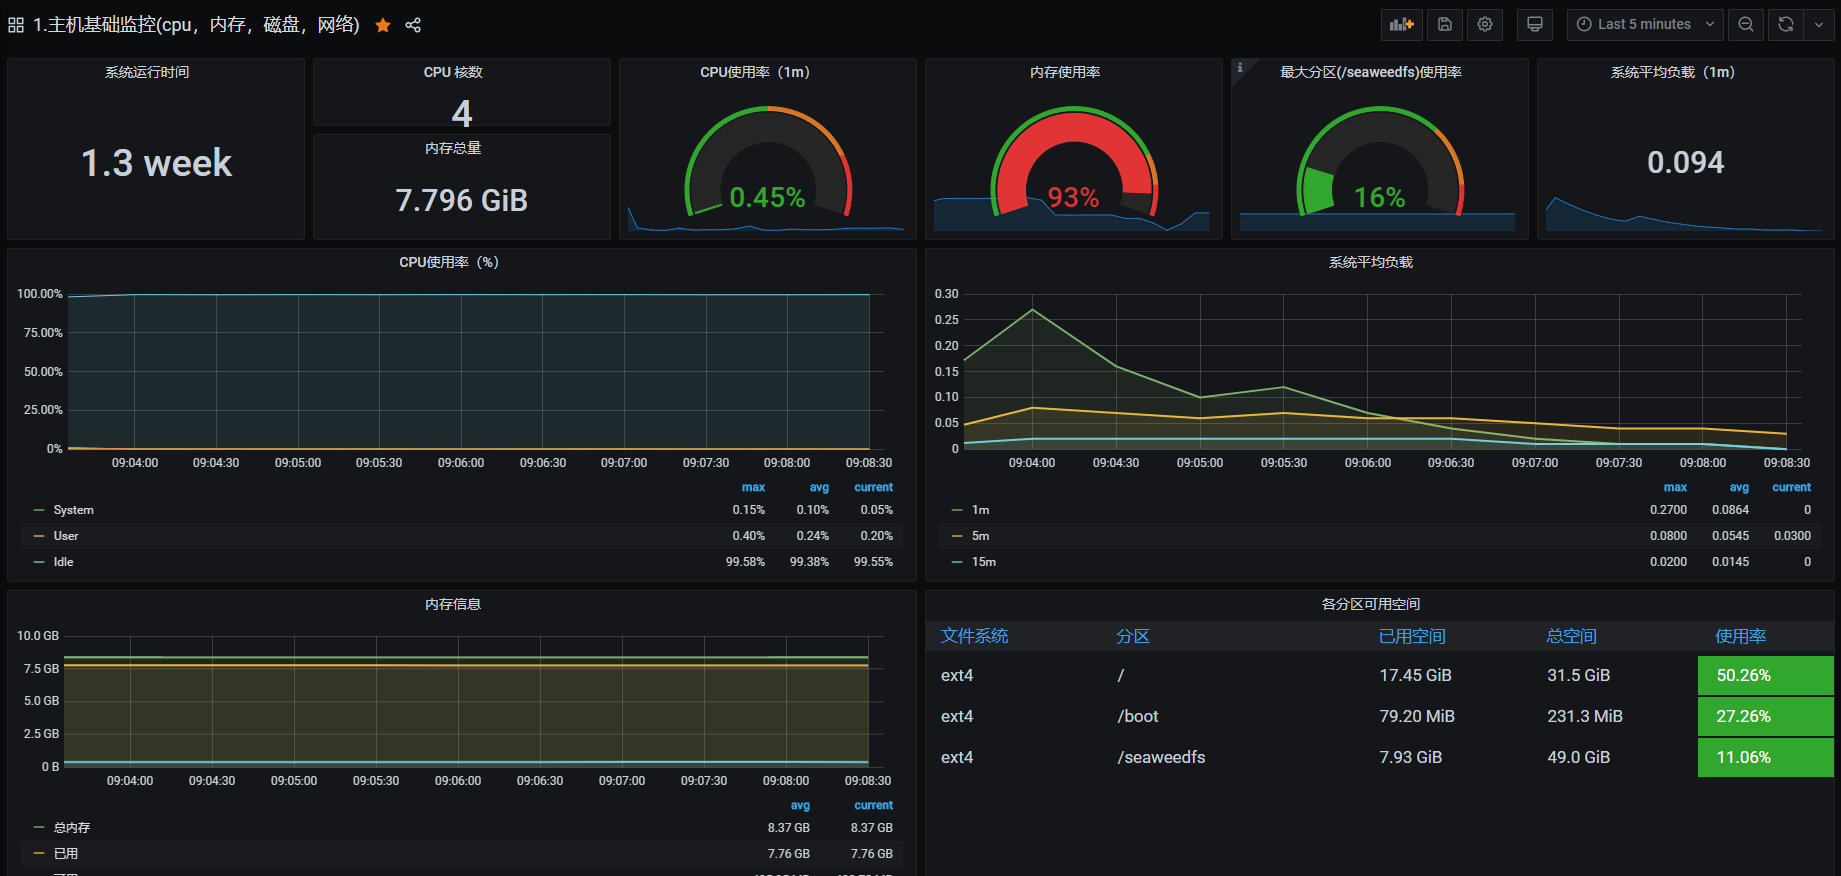 1.主机基础监控(cpu，内存，磁盘，网络)
Last 5 minutes
系统运行时间
1.3 week
CPU 核数
4
内存总量
7.796 GiB
CPU使用率（1m）
0.45%
内存使用率
93%
最大分区(/seaweedfs)使用率
16%
系统平均负载（1m）
0.094
CPU使用率（%）
100.00%
75.00%
50.00%
25.00%
0%
09:04:00 09:04:30 09:05:00 09:05:30 09:06:00 09:06:30 09:07:00 09:07:30 09:08:00 09:08:30
max avg current
System 0.15% 0.10% 0.05%
User 0.40% 0.24% 0.20%
Idle 99.58% 99.38% 99.55%
系统平均负载
0.30
0.25
0.20
0.15
0.10
0.05
0
09:04:00 09:04:30 09:05:00 09:05:30 09:06:00 09:06:30 09:07:00 09:07:30 09:08:00 09:08:30
max avg current
1m 0.2700 0.0864 0
5m 0.0800 0.0545 0.0300
15m 0.0200 0.0145 0
内存信息
10.0 GB
7.5 GB
5.0 GB
2.5 GB
0 B
09:04:00 09:04:30 09:05:00 09:05:30 09:06:00 09:06:30 09:07:00 09:07:30 09:08:00 09:08:30
avg current
总内存 8.37 GB 8.37 GB
已用 7.76 GB 7.76 GB
各分区可用空间
文件系统 分区 已用空间 总空间 使用率
ext4 / 17.45 GiB 31.5 GiB 50.26%
ext4 /boot 79.20 MiB 231.3 MiB 27.26%
ext4 /seaweedfs 7.93 GiB 49.0 GiB 11.06%